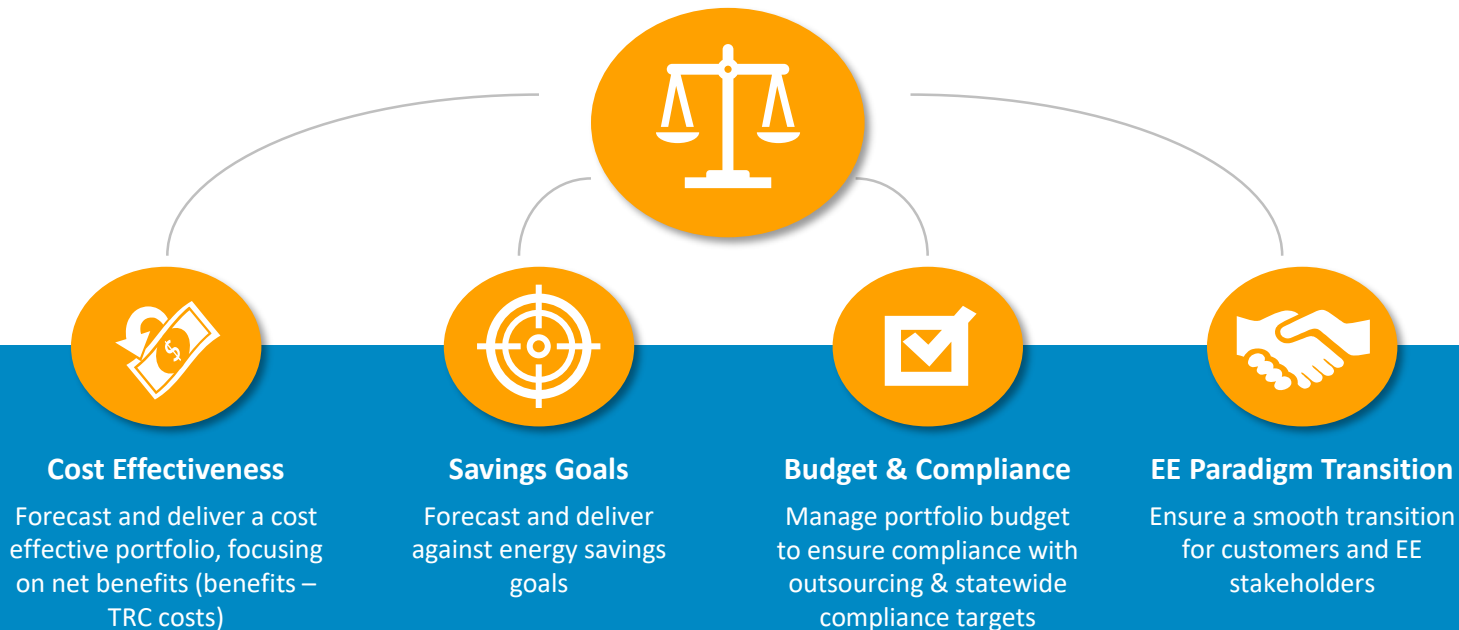 Cost Effectiveness
Forecast and deliver a cost
effective portfolio, focusing
on net benefits (benefits –
TRC costs)
Savings Goals
Forecast and deliver
against energy savings
goals
Budget & Compliance
Manage portfolio budget
to ensure compliance with
outsourcing & statewide
compliance targets
EE Paradigm Transition
Ensure a smooth transition
for customers and EE
stakeholders